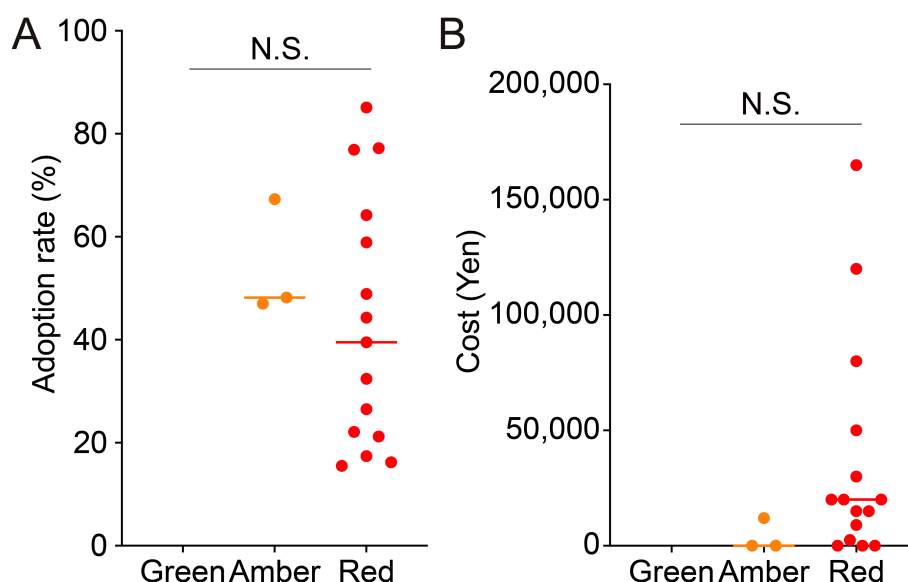 A
N.S.
Adoption rate (%)
100
80
60
40
20
0
Green Amber Red
B
N.S.
Cost (Yen)
200,000
150,000
100,000
50,000
0
Green Amber Red